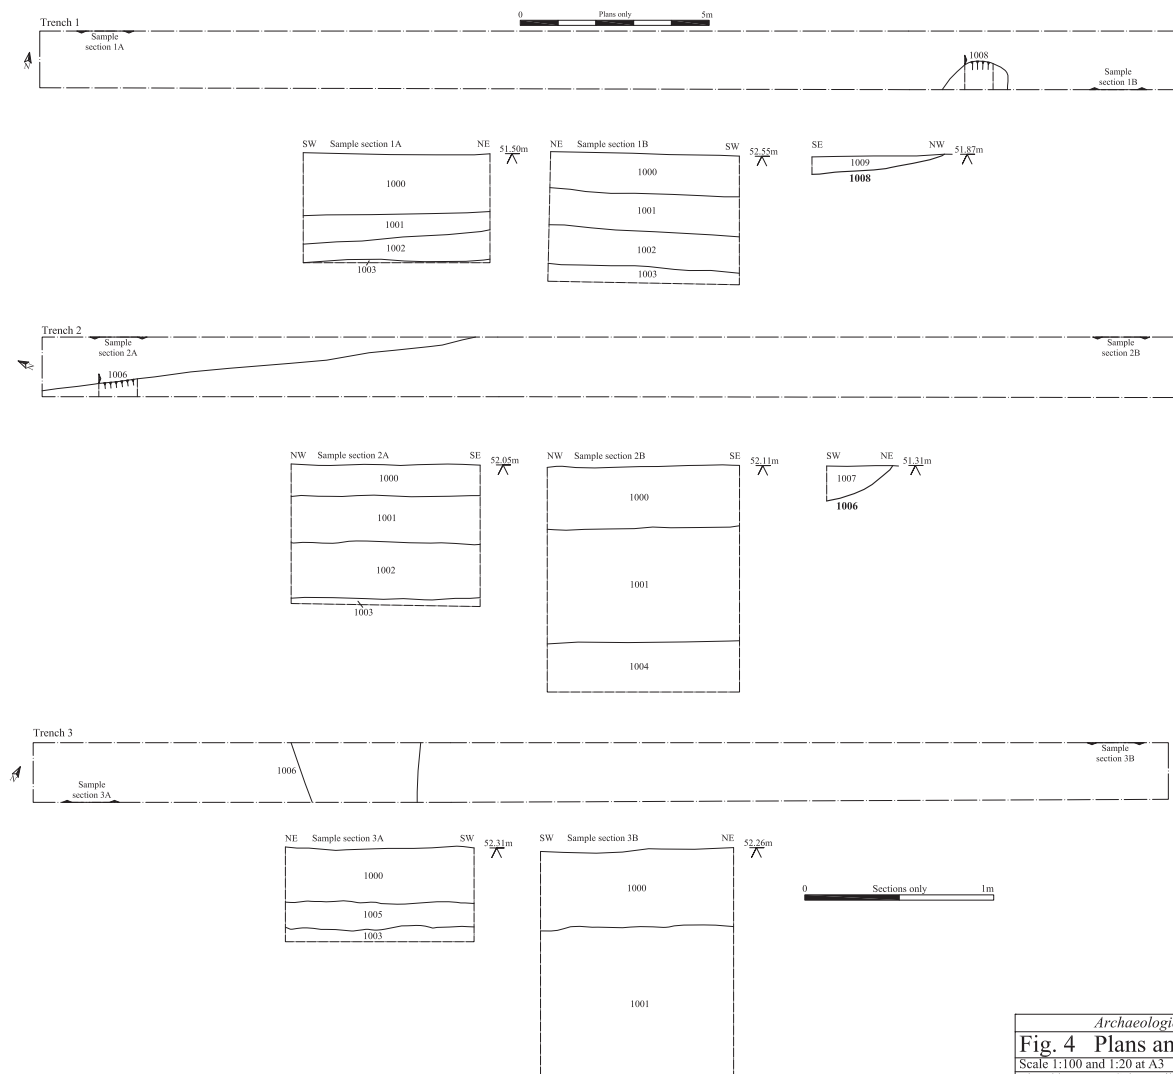 0 Plans only 5m
Trench 1
Sample
section 1A
N
1008
Sample
section 1B
SW Sample section 1A NE
51.50m
1000
1001
1002
1003
NE Sample section 1B SW
52.55m
1000
1001
1002
1003
SE NW
51.87m
1009
1008
Trench 2
Sample
section 2A
N
1006
Sample
section 2B
NW Sample section 2A SE
52.05m
1000
1001
1002
1003
NW Sample section 2B SE
52.11m
1000
1001
1004
SW NE
51.31m
1007
1006
Trench 3
N
Sample
section 3A
1006
Sample
section 3B
NE Sample section 3A SW
52.31m
1000
1005
1003
SW Sample section 3B NE
52.26m
1000
1001
0 Sections only 1m
Archaeologi
Fig. 4 Plans an
Scale 1:100 and 1:20 at A3